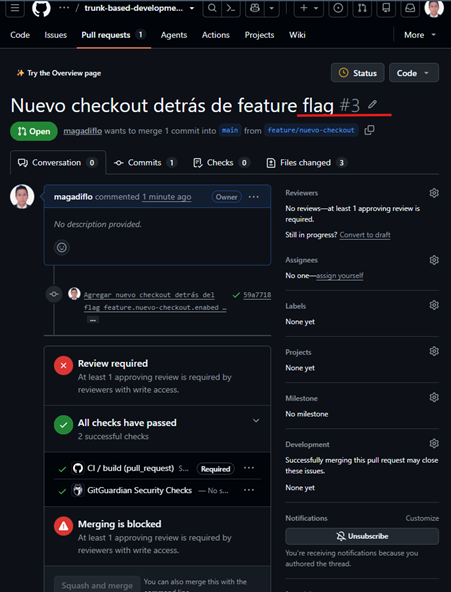 trunk-based-developme...
Code
Issues
Pull requests 1
Agents
Actions
Projects
Wiki
More
Try the Overview page
Status
Code
Nuevo checkout detrás de feature flag #3
Open
magadiflo wants to merge 1 commit into main from feature/nuevo-checkout
Conversation 0
Commits 1
Checks 0
Files changed 3
magadiflo commented 1 minute ago
Owner
No description provided.
Agregar nuevo checkout detrás del
flag feature.nuevo-checkout.enabed …
59a7718
Review required
At least 1 approving review is required by
reviewers with write access.
All checks have passed
2 successful checks
CI / build (pull_request) S...
Required
GitGuardian Security Checks — No s...
Merging is blocked
At least 1 approving review is required by
reviewers with write access.
Squash and merge
You can also merge this with the
Reviewers
No reviews—at least 1 approving review is
required.
Still in progress? Convert to draft
Assignees
No one—assign yourself
Labels
None yet
Projects
None yet
Milestone
No milestone
Development
Successfully merging this pull request may close
these issues.
None yet
Notifications
Customize
Unsubscribe
You're receiving notifications because you
authored the thread.